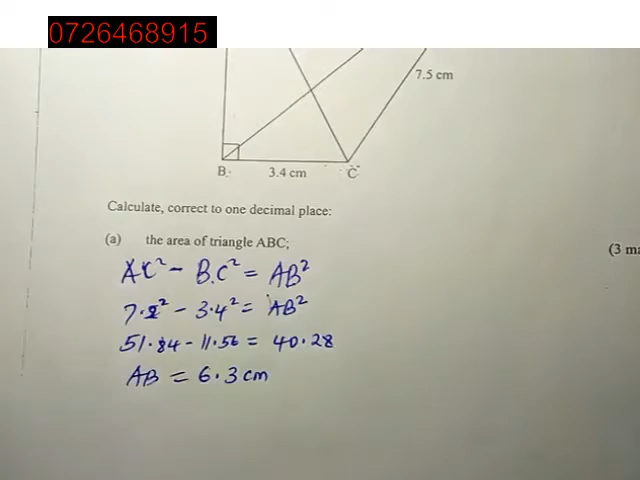 0726468915
7.5 cm
B
3.4 cm
C
Calculate, correct to one decimal place:
(a) the area of triangle ABC;
(3 ma
AC² - B.C² = AB²
7.2² - 3.4² = AB²
51.84 - 11.56 = 40.28
AB = 6.3 cm